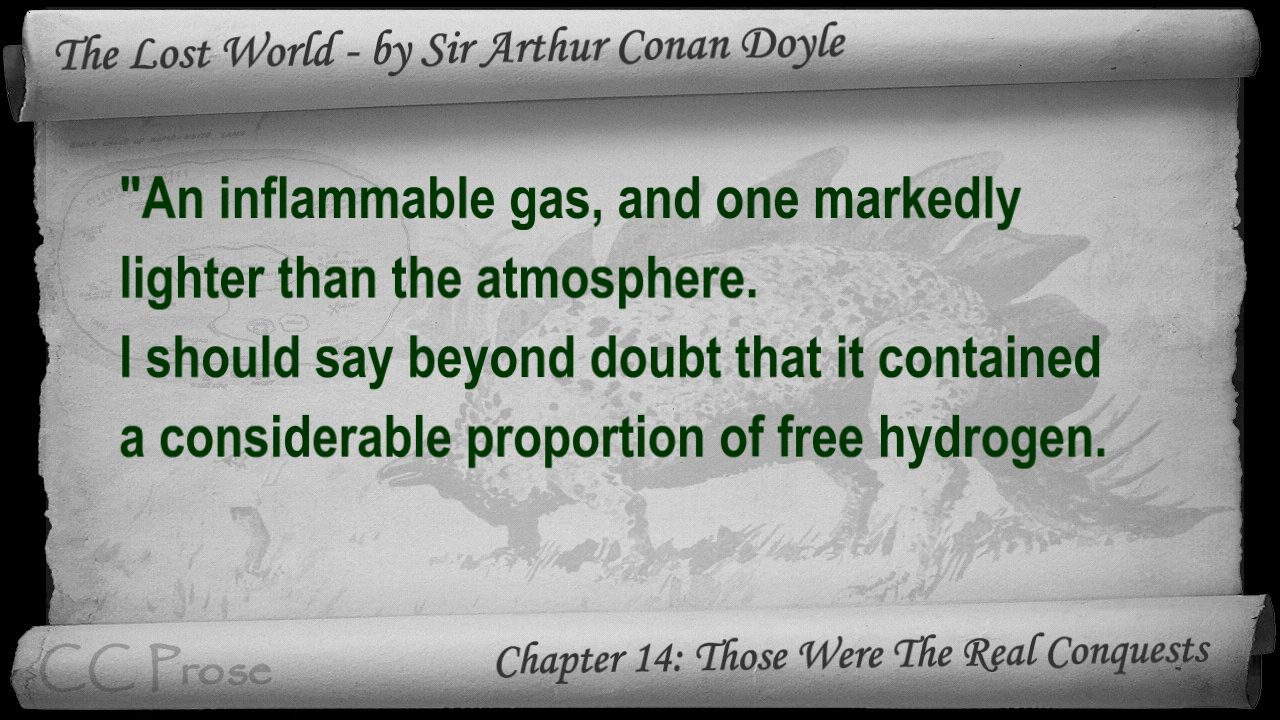 The Lost World - by Sir Arthur Conan Doyle
"An inflammable gas, and one markedly
lighter than the atmosphere.
I should say beyond doubt that it contained
a considerable proportion of free hydrogen.
Chapter 14: Those Were The Real Conquests
CC Prose